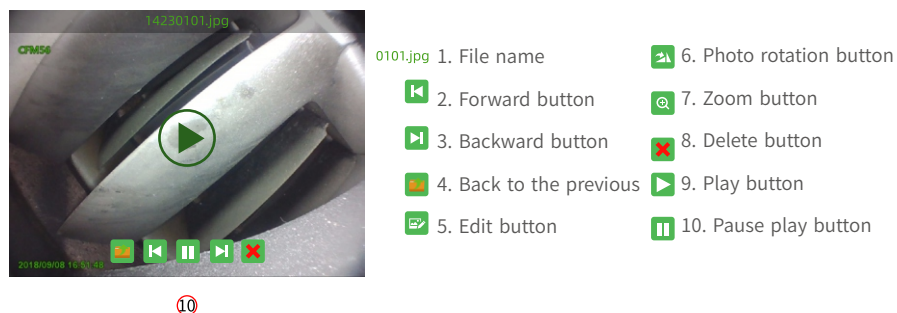 14230101.jpg
CFM56
2018/09/08 16:51:48
10
0101.jpg 1. File name
2. Forward button
3. Backward button
4. Back to the previous
5. Edit button
6. Photo rotation button
7. Zoom button
8. Delete button
9. Play button
10. Pause play button